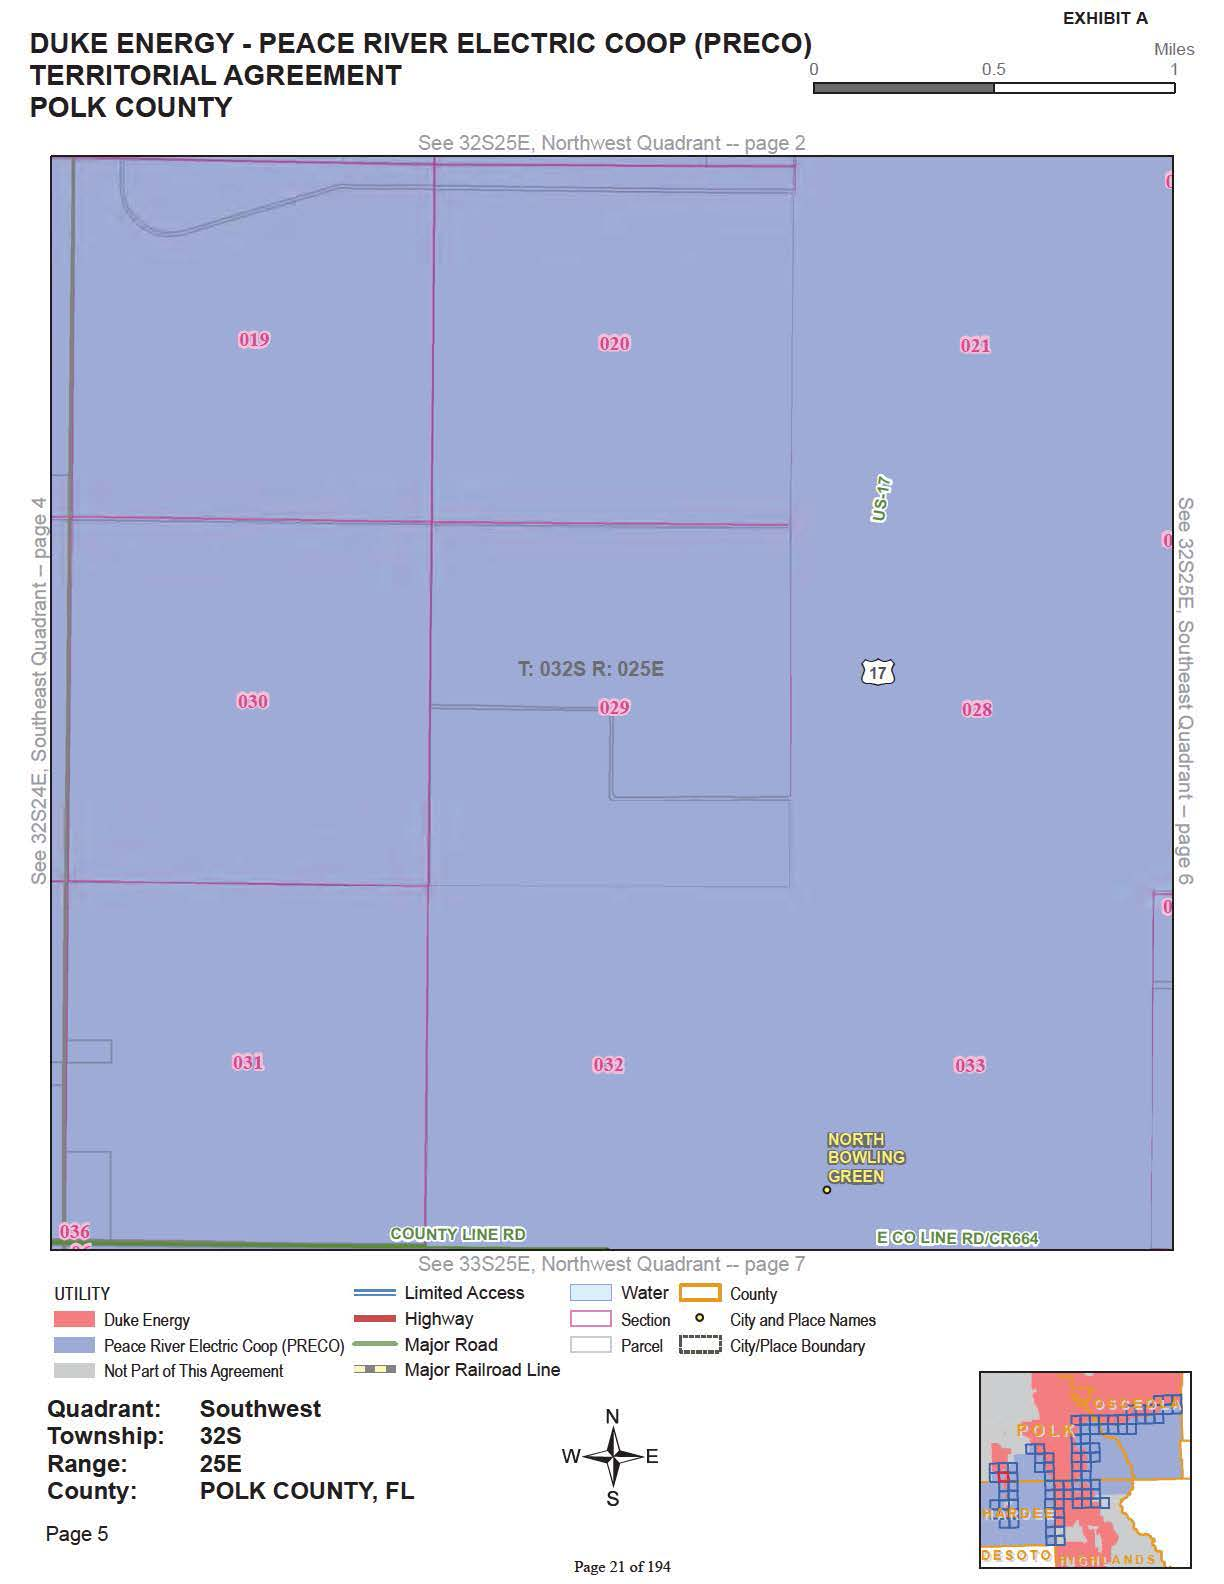 EXHIBIT A
DUKE ENERGY - PEACE RIVER ELECTRIC COOP (PRECO)
TERRITORIAL AGREEMENT
POLK COUNTY
Miles
0 0.5 1
See 32S25E, Northwest Quadrant -- page 2
019
020
021
See 32S24E, Southeast Quadrant -- page 4
US-17
See 32S25E, Southeast Quadrant -- page 6
T: 032S R: 025E
17
030
029
028
031
032
033
NORTH
BOWLING
GREEN
036
COUNTY LINE RD
E CO LINE RD/CR664
See 33S25E, Northwest Quadrant -- page 7
UTILITY
Duke Energy
Peace River Electric Coop (PRECO)
Not Part of This Agreement
Limited Access
Highway
Major Road
Major Railroad Line
Water
Section
Parcel
County
City and Place Names
City/Place Boundary
Quadrant: Southwest
Township: 32S
Range: 25E
County: POLK COUNTY, FL
N
W E
S
OSCEOLA
POLK
HARDEE
DESOTO
HIGHLANDS
Page 5
Page 21 of 194